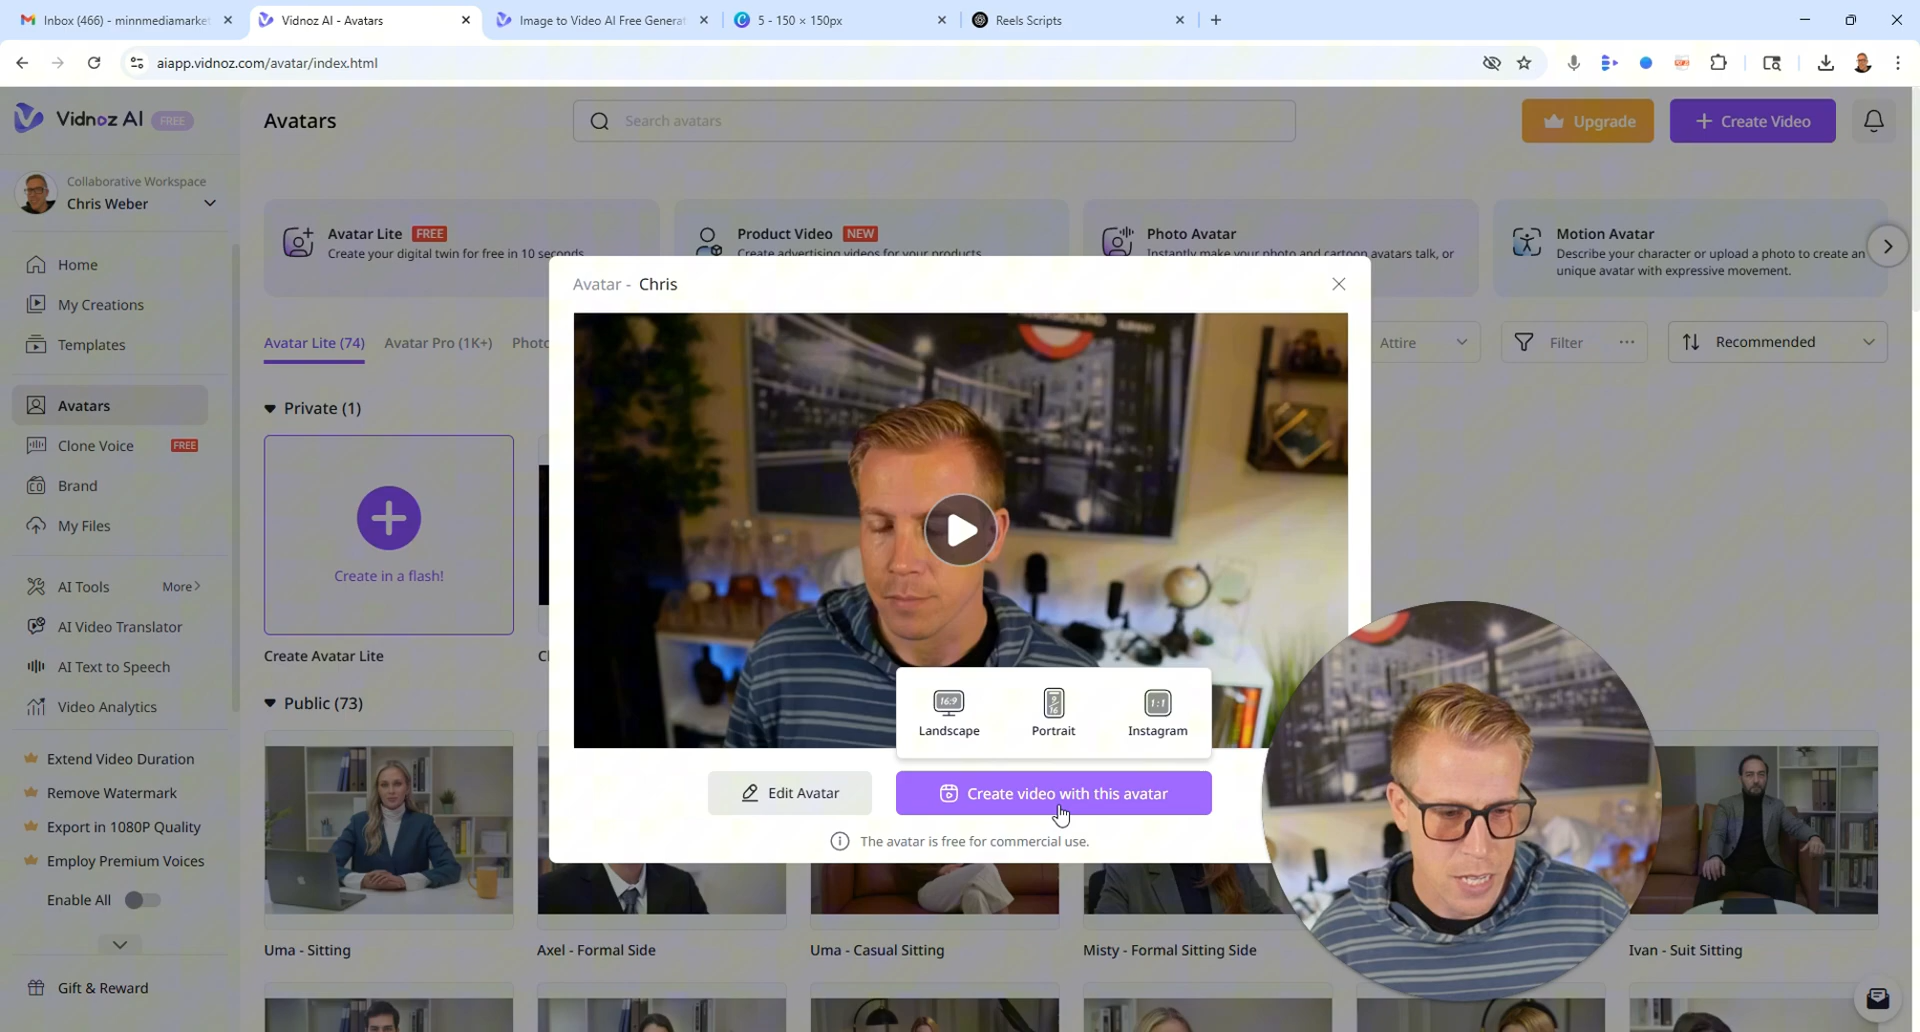 Inbox (466) - minnmediamarke
Vidnoz AI - Avatars
Image to Video AI Free Genera
5 - 150 × 150px
Reels Scripts
aiapp.vidnoz.com/avatar/index.html
Vidnoz AI FREE
Avatars
Search avatars
Upgrade
Create Video
Collaborative Workspace
Chris Weber
Avatar Lite FREE
Create your digital twin for free in 10 seconds
Product Video NEW
Create advertising videos for your products
Photo Avatar
Instantly make your photo and cartoon avatars talk, or
Motion Avatar
Describe your character or upload a photo to create an
unique avatar with expressive movement.
Home
My Creations
Templates
Avatars
Clone Voice FREE
Brand
My Files
AI Tools More
AI Video Translator
AI Text to Speech
Video Analytics
Extend Video Duration
Remove Watermark
Export in 1080P Quality
Employ Premium Voices
Enable All
Gift & Reward
Avatar Lite (74)
Avatar Pro (1K+)
Photo
Attire
Filter
Recommended
Private (1)
Create in a flash!
Create Avatar Lite
Public (73)
Avatar - Chris
16:9
Landscape
9
16
Portrait
1:1
Instagram
Edit Avatar
Create video with this avatar
The avatar is free for commercial use.
Uma - Sitting
Axel - Formal Side
Uma - Casual Sitting
Misty - Formal Sitting Side
Ivan - Suit Sitting